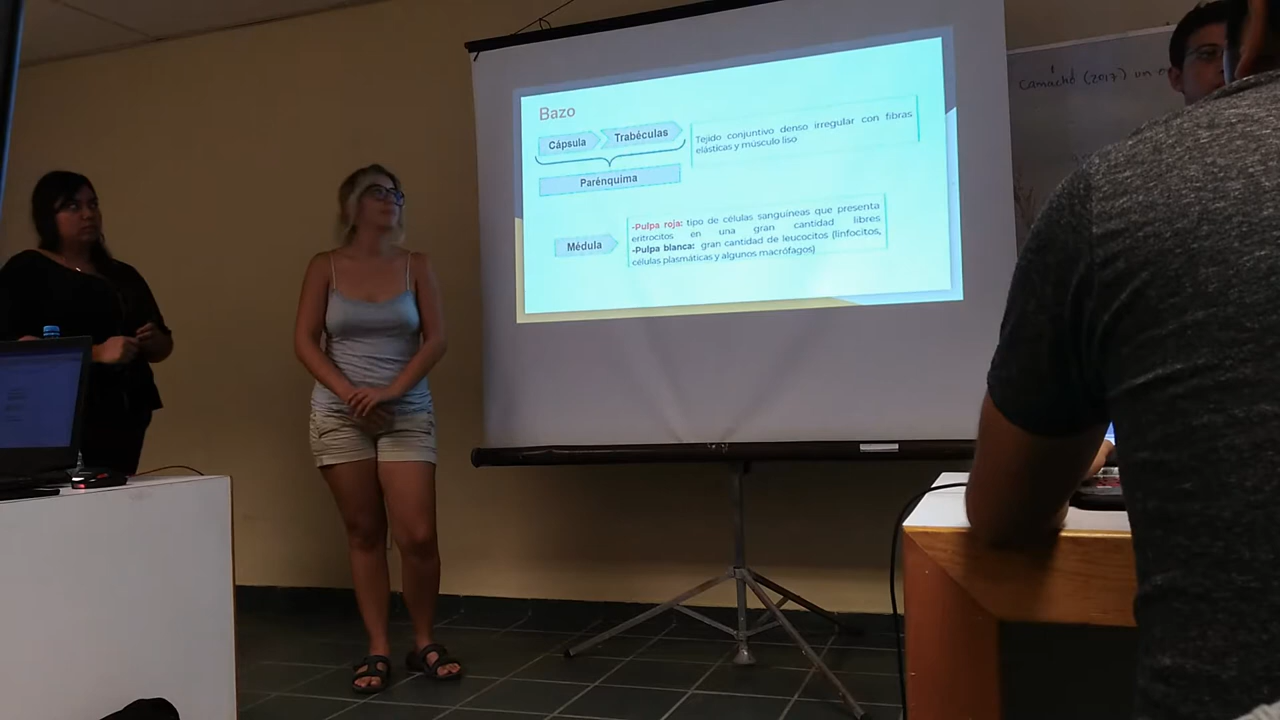 Bazo
Cápsula
Trabéculas
Tejido conjuntivo denso irregular con fibras
elásticas y músculo liso
Parénquima
Médula
-Pulpa roja: tipo de células sanguíneas que presenta
eritrocitos en una gran cantidad libres
-Pulpa blanca: gran cantidad de leucocitos (linfocitos,
células plasmáticas y algunos macrófagos)
Camacho (2017) un